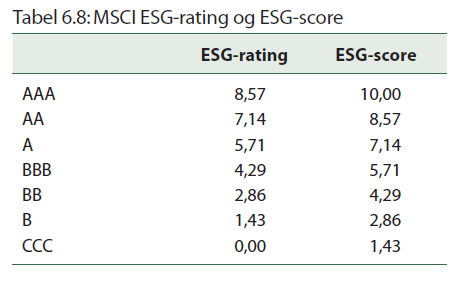 Tabel 6.8: MSCI ESG-rating og ESG-score
ESG-rating ESG-score
AAA 8,57 10,00
AA 7,14 8,57
A 5,71 7,14
BBB 4,29 5,71
BB 2,86 4,29
B 1,43 2,86
CCC 0,00 1,43